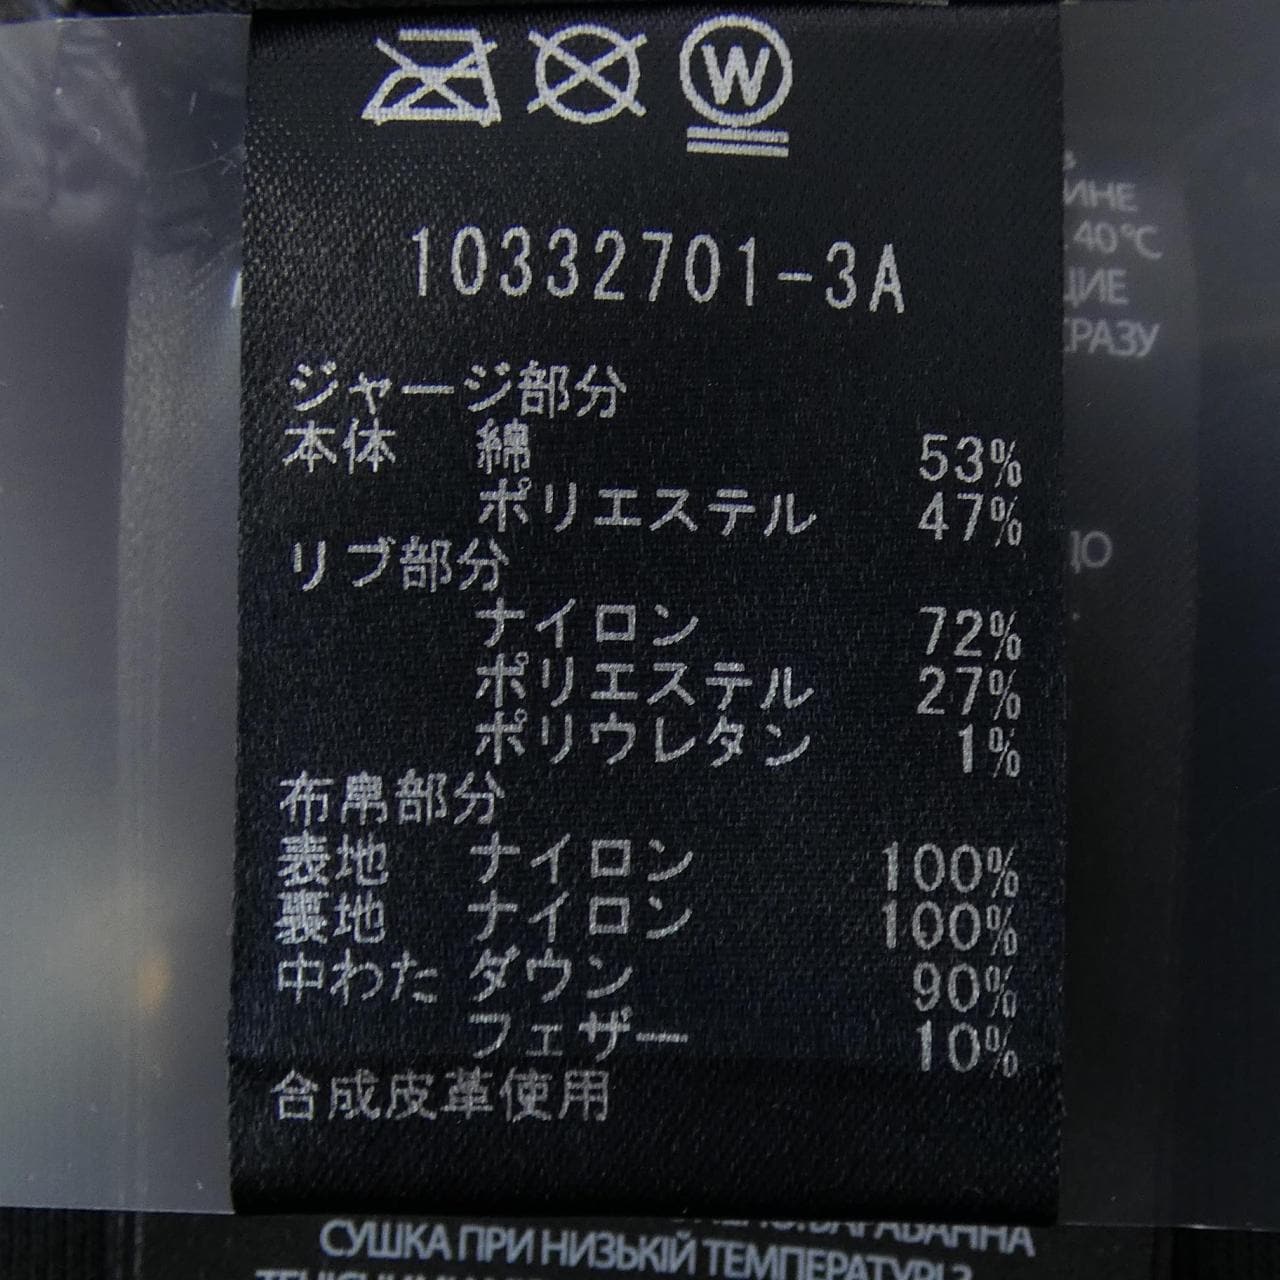 W
10332701-3A
ジャージ部分
本体 綿 53%
ポリエステル 47%
リブ部分
ナイロン 72%
ポリエステル 27%
ポリウレタン 1%
布帛部分
表地 ナイロン 100%
裏地 ナイロン 100%
中わた ダウン 90%
フェザー 10%
合成皮革使用
40°C
СУШКА ПРИ НИЗЬКІЙ ТЕМПЕРАТУРІ З